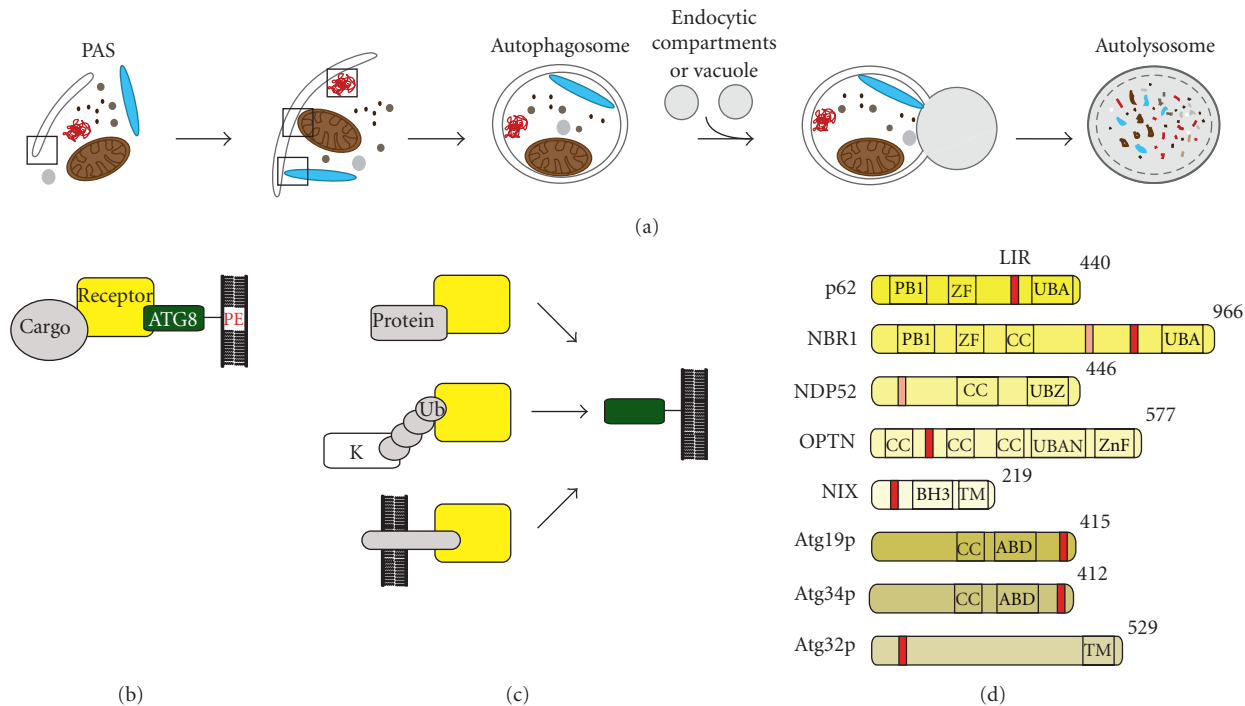 PAS
Autophagosome
Endocytic
compartments
or vacuole
Autolysosome
(a)
Cargo
Receptor
ATG8
PE
(b)
Protein
Ub
K
(c)
LIR
p62 PB1 ZF UBA 440
NBR1 PB1 ZF CC UBA 966
NDP52 CC UBZ 446
OPTN CC CC CC UBAN ZnF 577
NIX BH3 TM 219
Atg19p CC ABD 415
Atg34p CC ABD 412
Atg32p TM 529
(d)